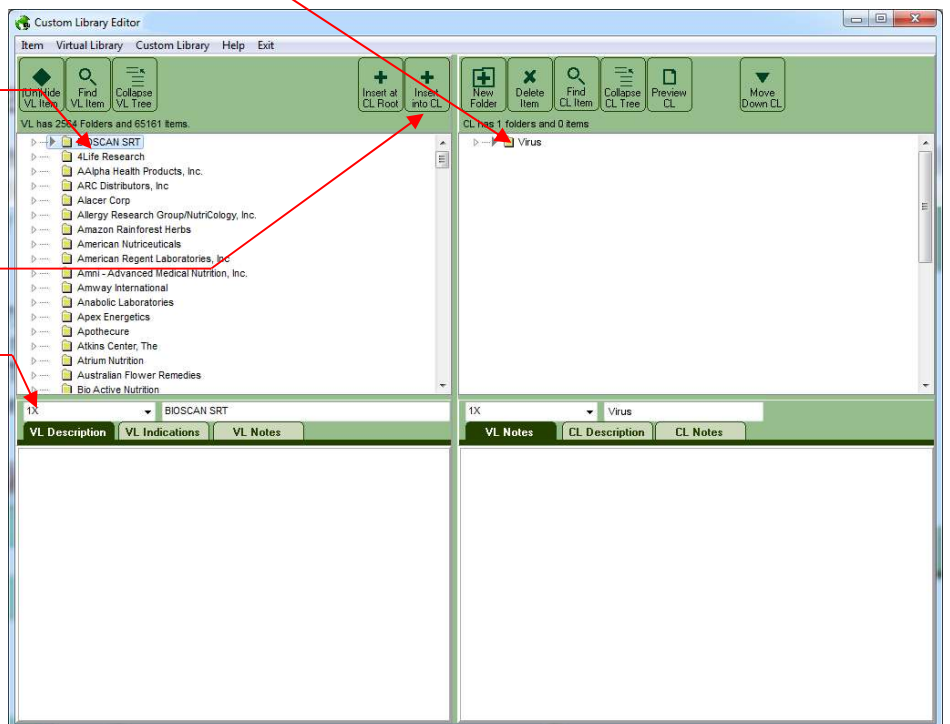 Custom Library Editor
Item Virtual Library Custom Library Help Exit
(Un)Hide VL Item
Find VL Item
Collapse VL Tree
Insert at CL Root
Insert into CL
New Folder
Delete Item
Find CL Item
Collapse CL Tree
Preview CL
Move Down CL
VL has 2564 Folders and 65161 items.
CL has 1 folders and 0 items
BIOSCAN SRT
4Life Research
AAlpha Health Products, Inc.
ARC Distributors, Inc
Alacer Corp
Allergy Research Group/NutriCology, Inc.
Amazon Rainforest Herbs
American Nutriceuticals
American Regent Laboratories, Inc
Amni - Advanced Medical Nutrition, Inc.
Amway International
Anabolic Laboratories
Apex Energetics
Apothecure
Atkins Center, The
Atrium Nutrition
Australian Flower Remedies
Bio Active Nutrition
Virus
1X BIOSCAN SRT
VL Description VL Indications VL Notes
1X Virus
VL Notes CL Description CL Notes